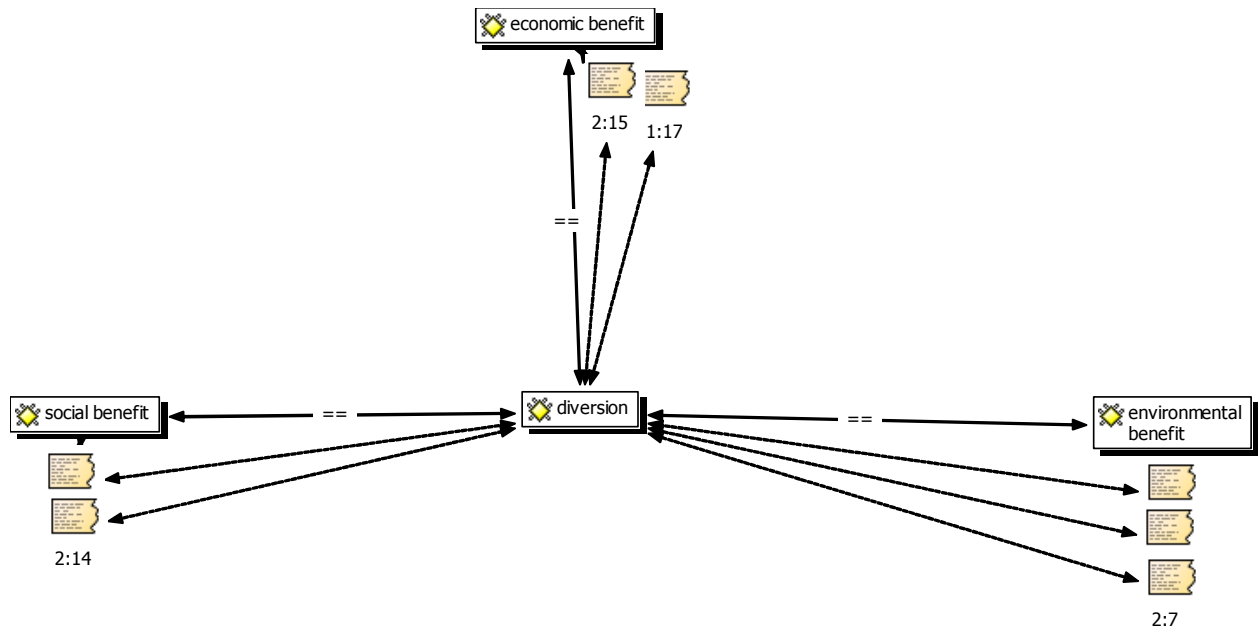 economic benefit
2:15
1:17
==
social benefit
==
diversion
==
environmental
benefit
2:14
2:7